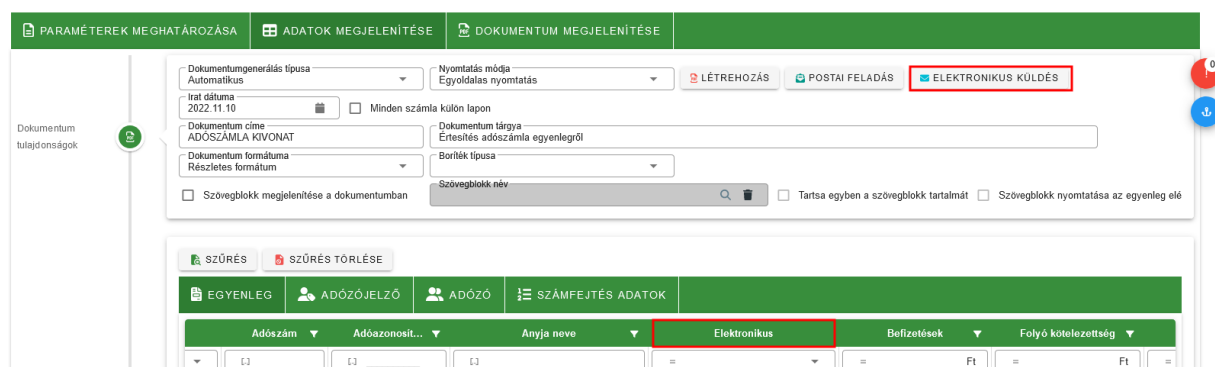 PARAMÉTEREK MEGHATÁROZÁSA ADATOK MEGJELENÍTÉSE DOKUMENTUM MEGJELENÍTÉSE
0
Dokumentumgenerálás típusa Nyomtatás módja
Automatikus Egyoldalas nyomtatás LÉTREHOZÁS POSTAI FELADÁS ELEKTRONIKUS KÜLDÉS
Irat dátuma
2022.11.10 Minden számla külön lapon
Dokumentum tulajdonságok
Dokumentum címe Dokumentum tárgya
ADÓSZÁMLA KIVONAT Értesítés adószámla egyenlegről
Dokumentum formátuma Boríték típusa
Részletes formátum
Szövegblokk név
Szövegblokk megjelenítése a dokumentumban Tartsa egyben a szövegblokk tartalmát Szövegblokk nyomtatása az egyenleg elé
SZŰRÉS SZŰRÉS TÖRLÉSE
EGYENLEG ADÓZÓJELZŐ ADÓZÓ SZÁMFEJTÉS ADATOK
Adószám Adóazonosít... Anyja neve Elektronikus Befizetések Folyó kötelezettség
[..] [..] [..] = = Ft = Ft =